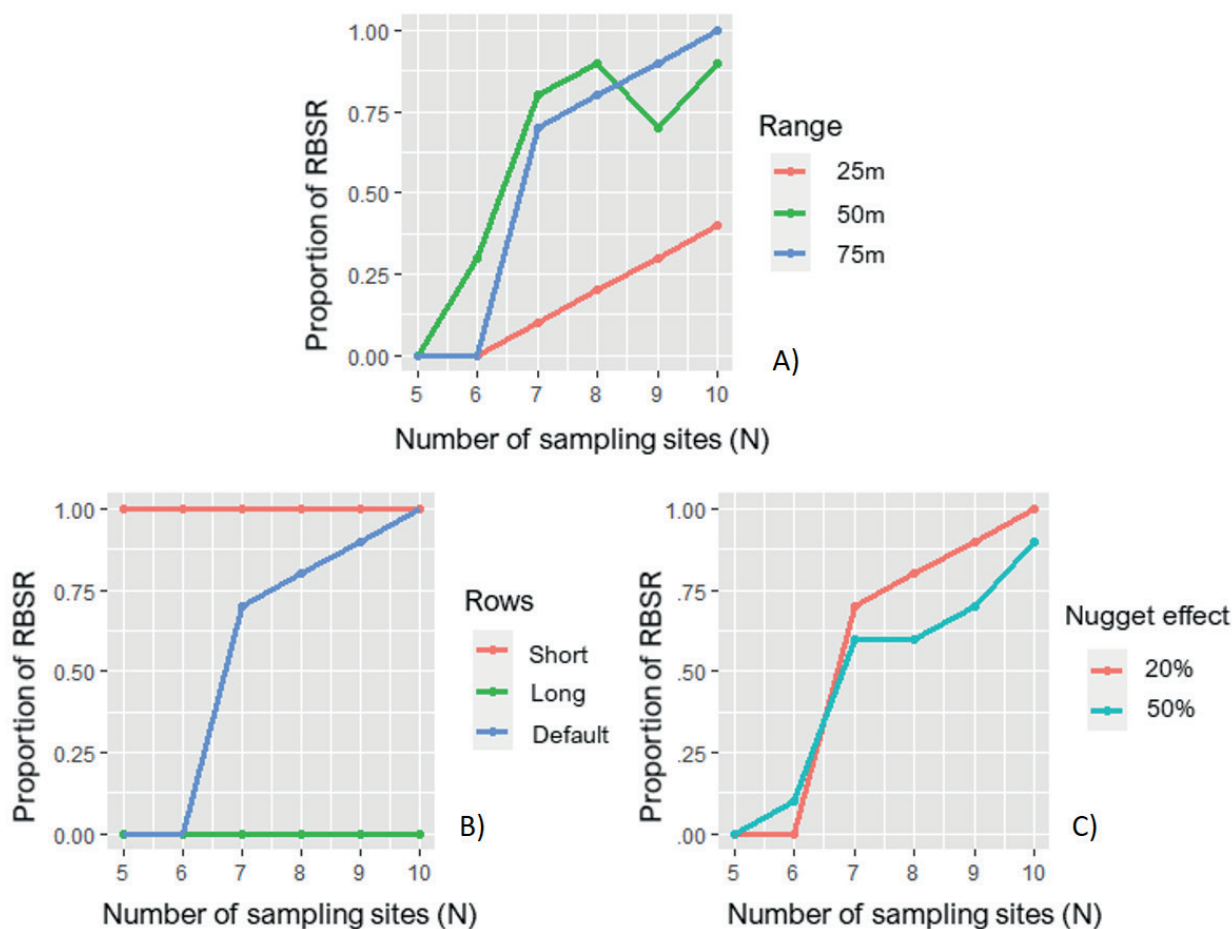 1.00
0.75
0.50
0.25
0.00
Proportion of RBSR
5 6 7 8 9 10
Number of sampling sites (N)
Range
25m
50m
75m
A)
1.00
0.75
0.50
0.25
0.00
Proportion of RBSR
5 6 7 8 9 10
Number of sampling sites (N)
Rows
Short
Long
Default
B)
1.00
.75
.50
.25
.00
Proportion of RBSR
5 6 7 8 9 10
Number of sampling sites (N)
Nugget effect
20%
50%
C)